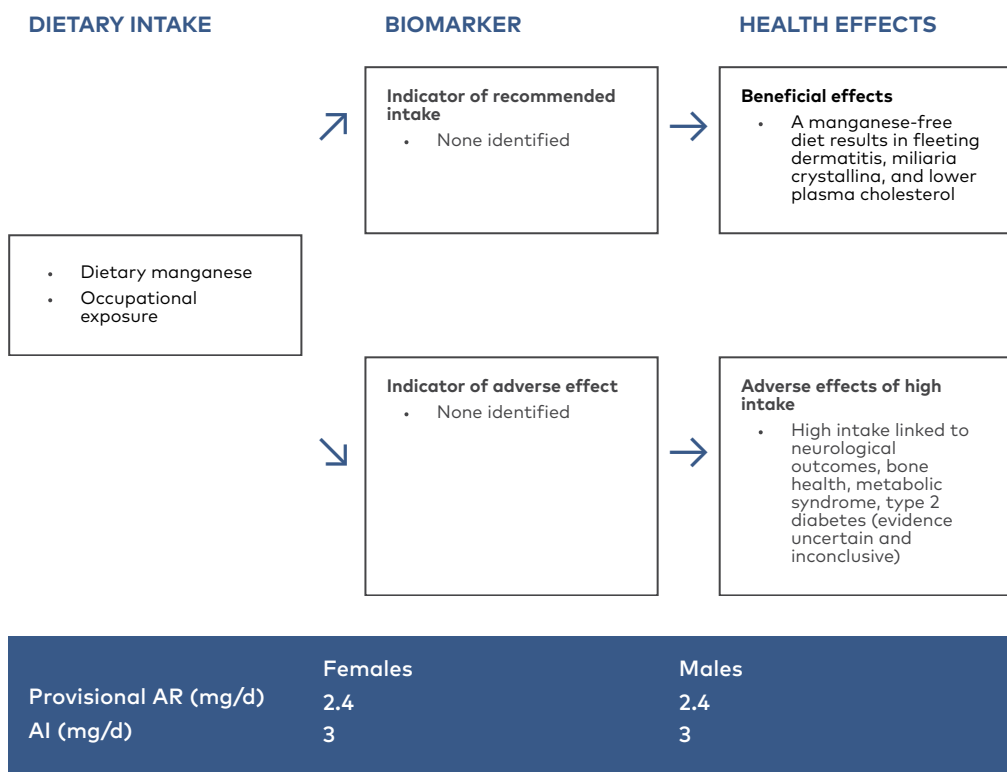 DIETARY INTAKE
BIOMARKER
HEALTH EFFECTS
• Dietary manganese
• Occupational
exposure
Indicator of recommended
intake
• None identified
Beneficial effects
• A manganese-free
diet results in fleeting
dermatitis, miliaria
crystallina, and lower
plasma cholesterol
Indicator of adverse effect
• None identified
Adverse effects of high
intake
• High intake linked to
neurological
outcomes, bone
health, metabolic
syndrome, type 2
diabetes (evidence
uncertain and
inconclusive)
Females Males
Provisional AR (mg/d) 2.4 2.4
AI (mg/d) 3 3